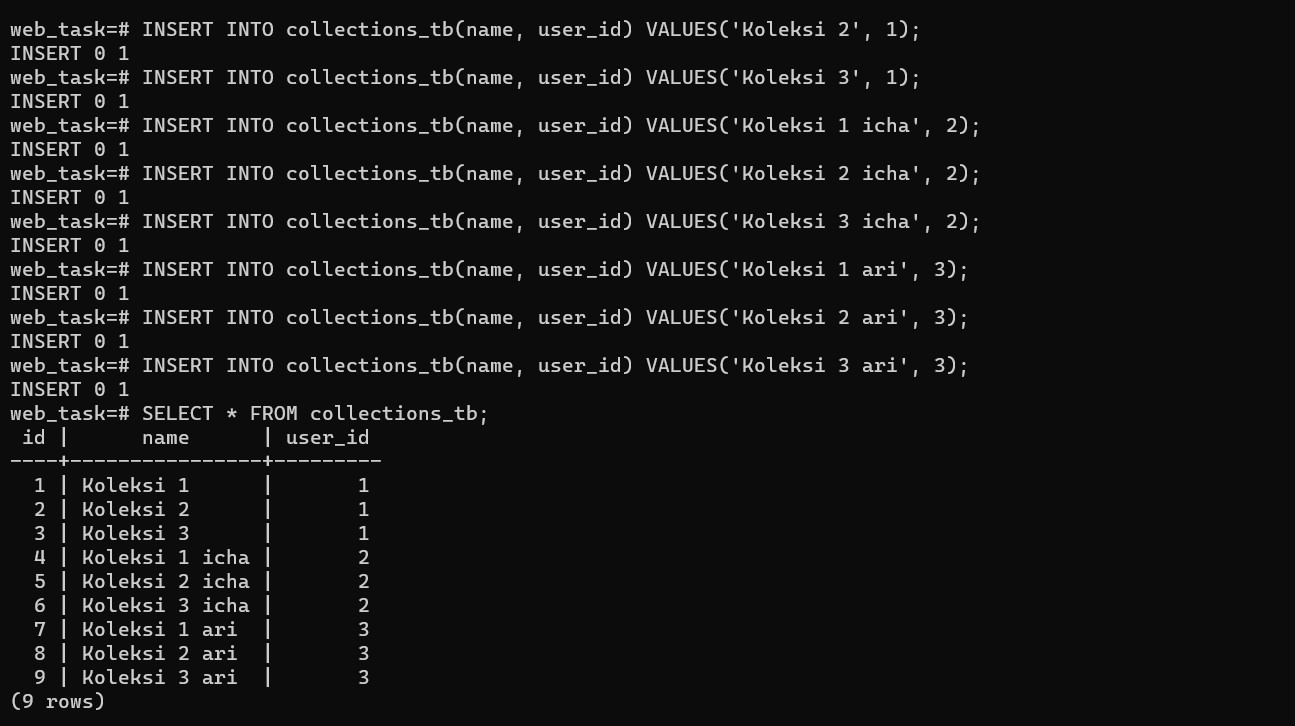 web_task=# INSERT INTO collections_tb(name, user_id) VALUES('Koleksi 2', 1);
INSERT 0 1
web_task=# INSERT INTO collections_tb(name, user_id) VALUES('Koleksi 3', 1);
INSERT 0 1
web_task=# INSERT INTO collections_tb(name, user_id) VALUES('Koleksi 1 icha', 2);
INSERT 0 1
web_task=# INSERT INTO collections_tb(name, user_id) VALUES('Koleksi 2 icha', 2);
INSERT 0 1
web_task=# INSERT INTO collections_tb(name, user_id) VALUES('Koleksi 3 icha', 2);
INSERT 0 1
web_task=# INSERT INTO collections_tb(name, user_id) VALUES('Koleksi 1 ari', 3);
INSERT 0 1
web_task=# INSERT INTO collections_tb(name, user_id) VALUES('Koleksi 2 ari', 3);
INSERT 0 1
web_task=# INSERT INTO collections_tb(name, user_id) VALUES('Koleksi 3 ari', 3);
INSERT 0 1
web_task=# SELECT * FROM collections_tb;
 id |      name      | user_id
----+----------------+---------
  1 | Koleksi 1      |       1
  2 | Koleksi 2      |       1
  3 | Koleksi 3      |       1
  4 | Koleksi 1 icha |       2
  5 | Koleksi 2 icha |       2
  6 | Koleksi 3 icha |       2
  7 | Koleksi 1 ari  |       3
  8 | Koleksi 2 ari  |       3
  9 | Koleksi 3 ari  |       3
(9 rows)